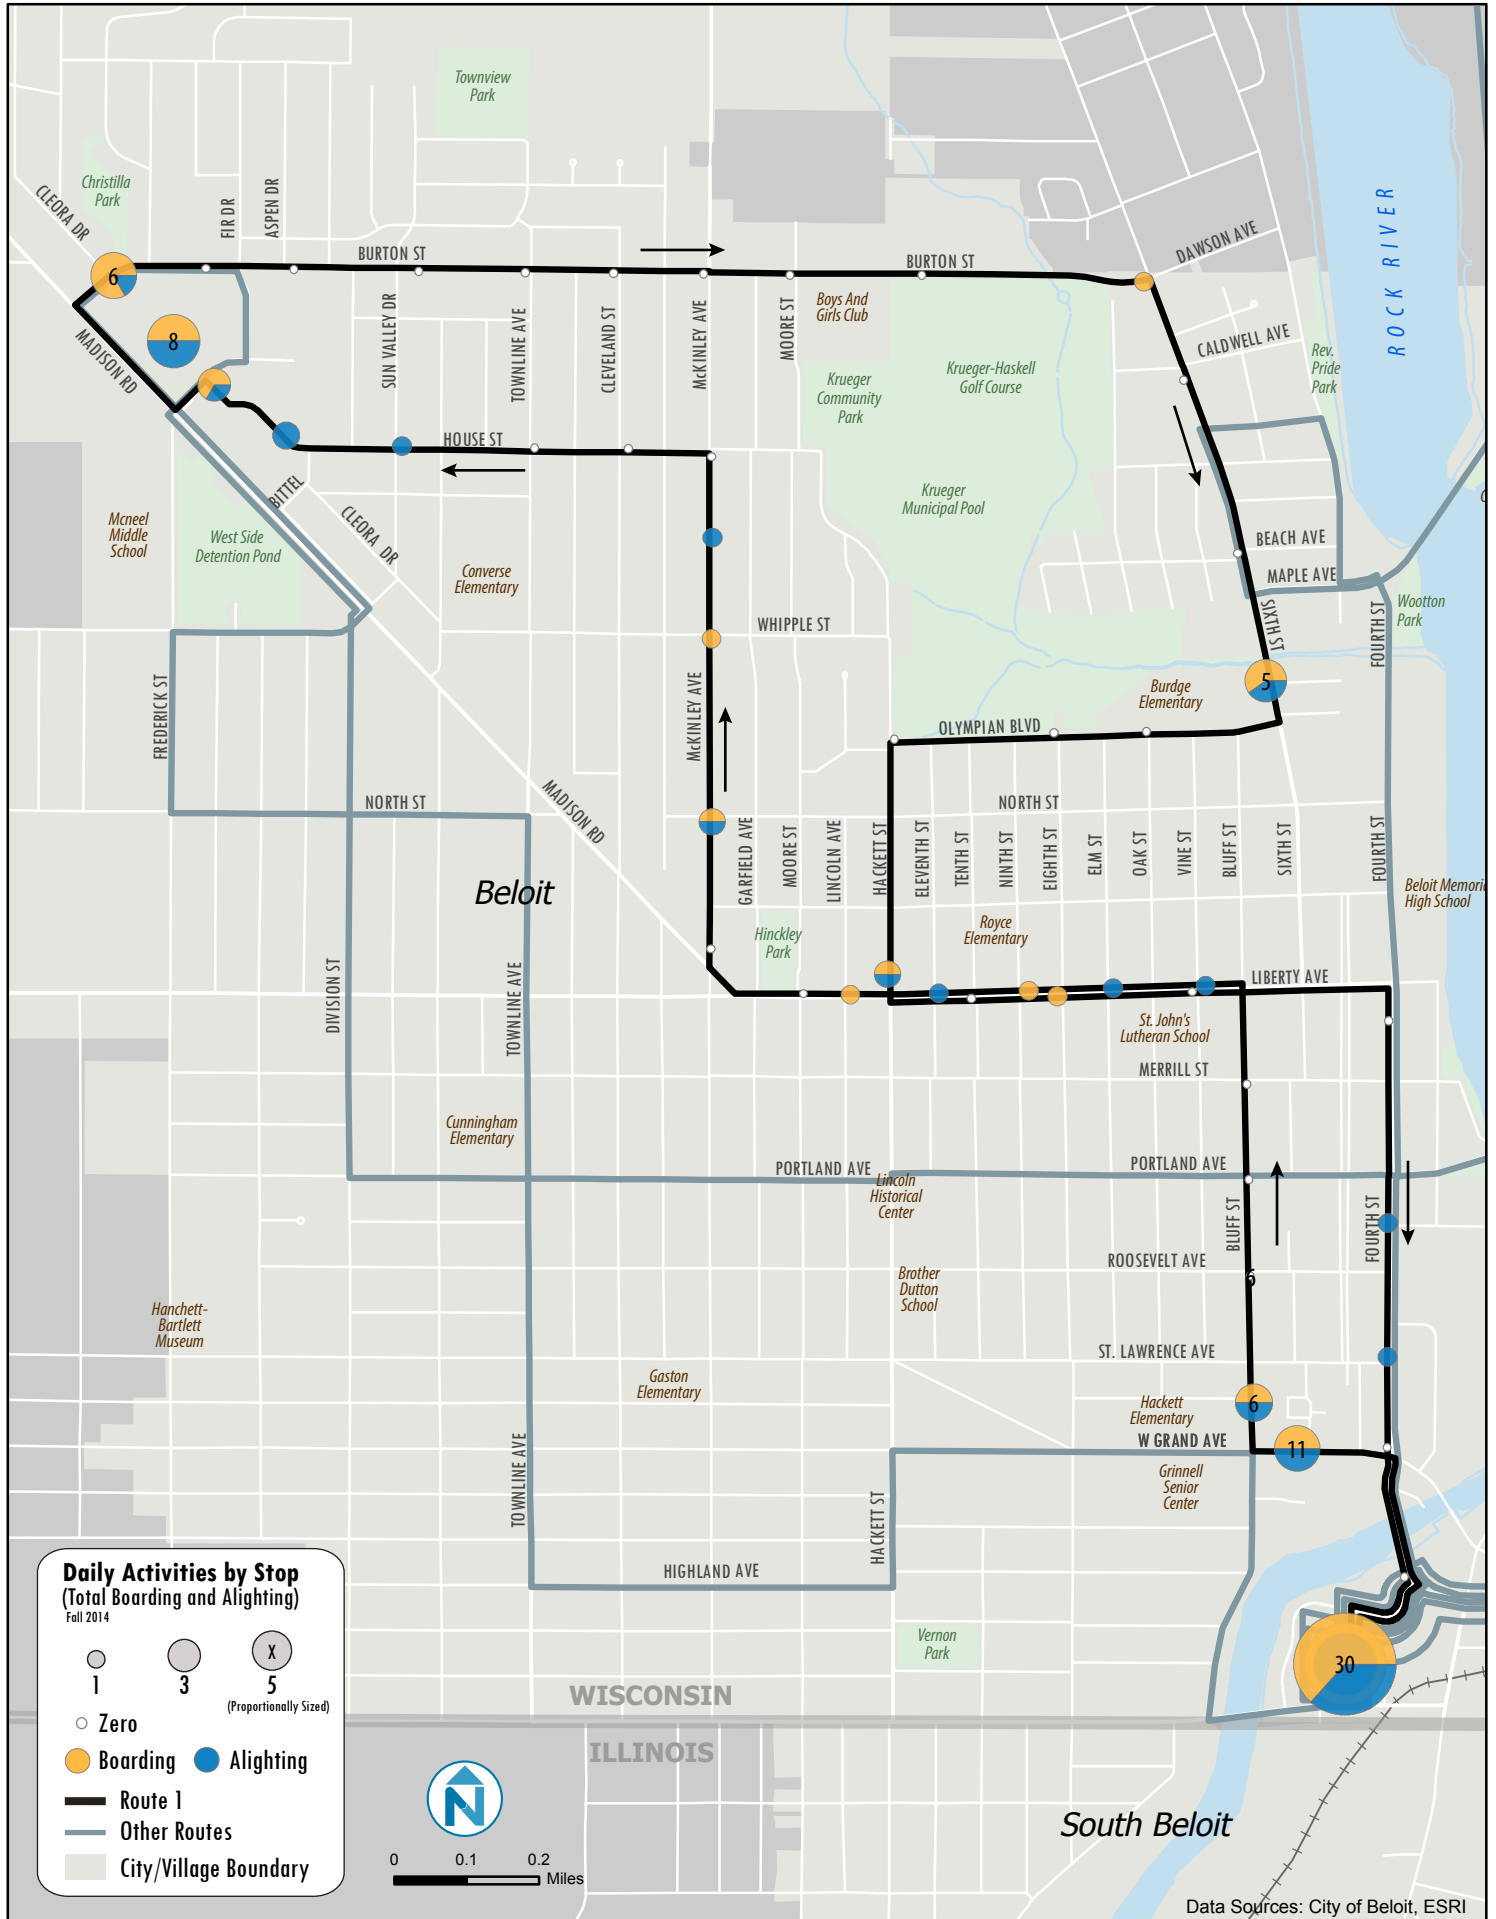 Townview
Park
Christilla
Park
CLEORA DR
FIR DR
ASPEN DR
BURTON ST
BURTON ST
DAWSON AVE
ROCK RIVER
6
8
MADISON RD
SUN VALLEY DR
TOWNLINE AVE
CLEVELAND ST
McKINLEY AVE
MOORE ST
Boys And
Girls Club
CALDWELL AVE
Rev.
Pride
Park
Krueger
Community
Park
Krueger-Haskell
Golf Course
HOUSE ST
BITTEL
CLEORA DR
Krueger
Municipal Pool
Mcneel
Middle
School
West Side
Detention Pond
Converse
Elementary
BEACH AVE
MAPLE AVE
SIXTH ST
FOURTH ST
Wootton
Park
WHIPPLE ST
FREDERICK ST
McKINLEY AVE
Burdge
Elementary
5
OLYMPIAN BLVD
NORTH ST
MADISON RD
NORTH ST
GARFIELD AVE
MOORE ST
LINCOLN AVE
HACKETT ST
ELEVENTH ST
TENTH ST
NINTH ST
EIGHTH ST
ELM ST
OAK ST
VINE ST
BLUFF ST
SIXTH ST
FOURTH ST
Beloit
Beloit Memoria
High School
Hinckley
Park
Royce
Elementary
DIVISION ST
TOWNLINE AVE
LIBERTY AVE
St. John's
Lutheran School
MERRILL ST
Cunningham
Elementary
PORTLAND AVE
PORTLAND AVE
Lincoln
Historical
Center
BLUFF ST
FOURTH ST
ROOSEVELT AVE
6
Brother
Dutton
School
Hanchett-
Bartlett
Museum
ST. LAWRENCE AVE
Gaston
Elementary
Hackett
Elementary
6
W GRAND AVE
11
Grinnell
Senior
Center
TOWNLINE AVE
HACKETT ST
HIGHLAND AVE
Vernon
Park
30
WISCONSIN
ILLINOIS
South Beloit
Daily Activities by Stop
(Total Boarding and Alighting)
Fall 2014
X
1
3
5
(Proportionally Sized)
Zero
Boarding
Alighting
Route 1
Other Routes
City/Village Boundary
N
0
0.1
0.2
Miles
Data Sources: City of Beloit, ESRI